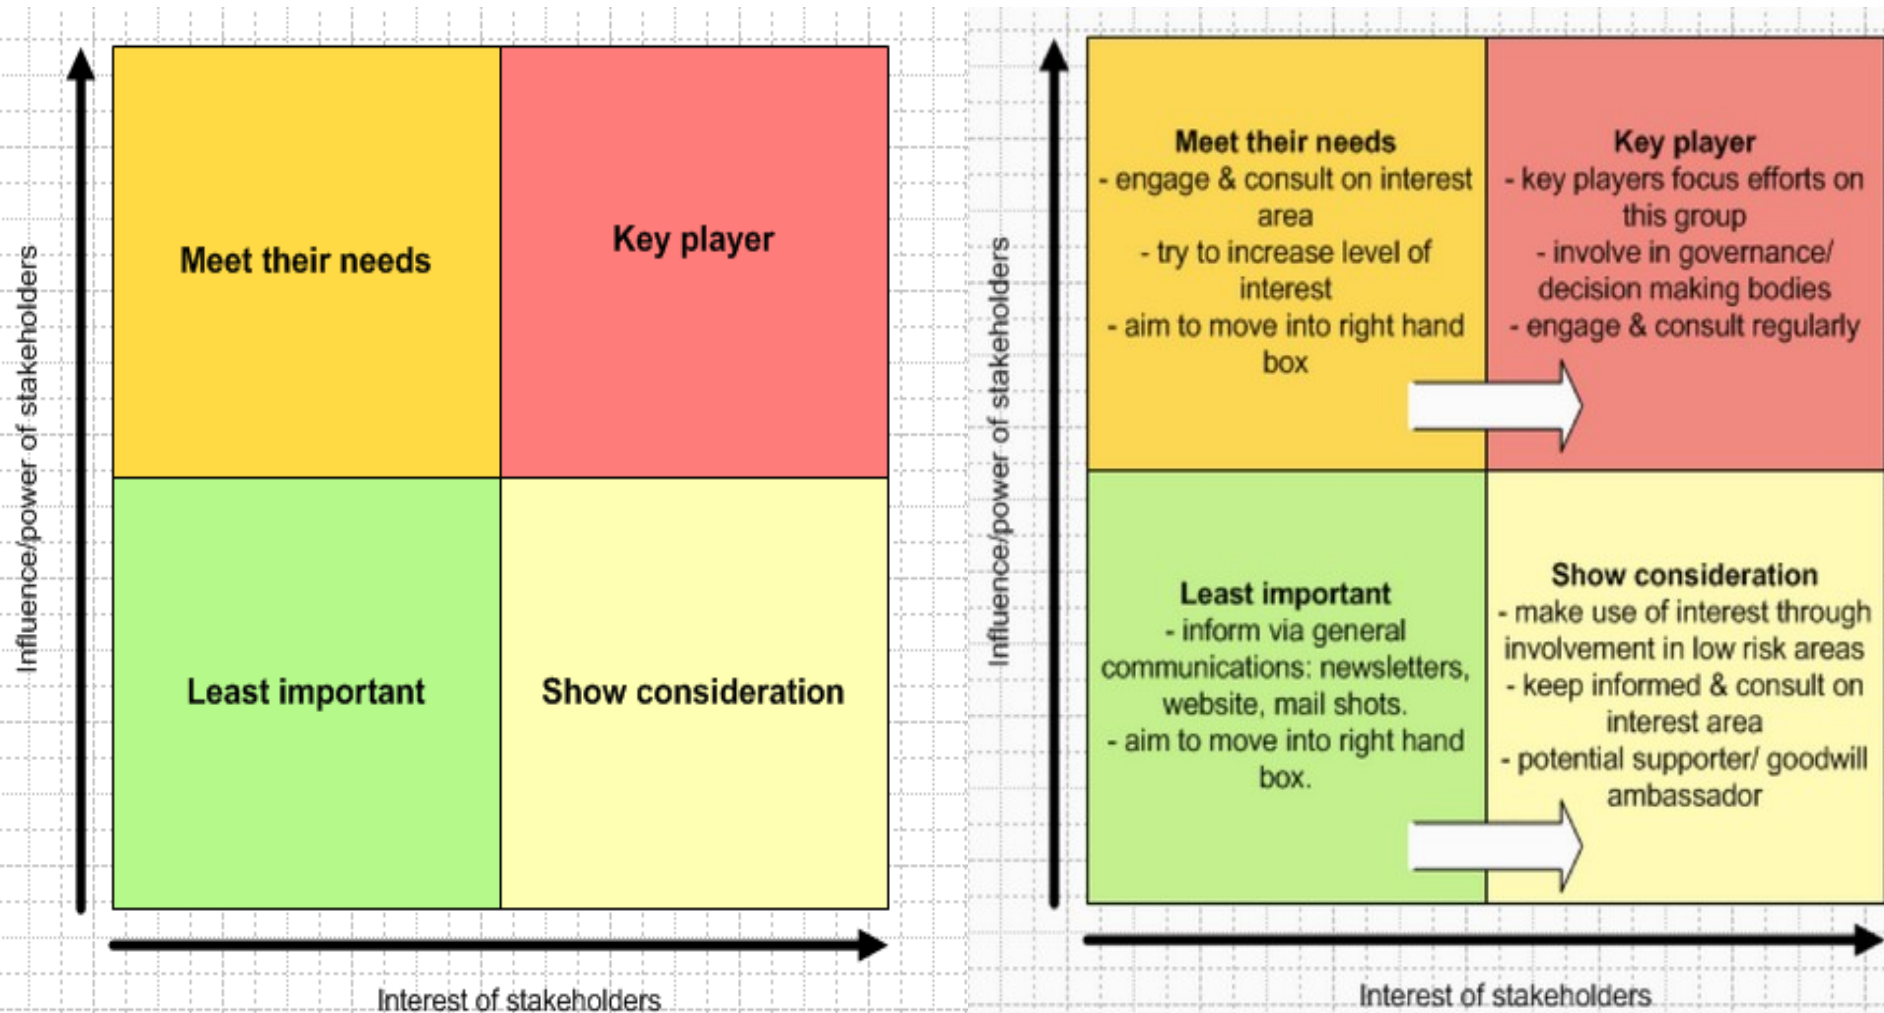 Influence/power of stakeholders
Meet their needs
Key player
Least important
Show consideration
Interest of stakeholders
Influence/power of stakeholders
Meet their needs
- engage & consult on interest
area
- try to increase level of
interest
- aim to move into right hand
box
Key player
- key players focus efforts on
this group
- involve in governance/
decision making bodies
- engage & consult regularly
Least important
- inform via general
communications: newsletters,
website, mail shots.
- aim to move into right hand
box.
Show consideration
- make use of interest through
involvement in low risk areas
- keep informed & consult on
interest area
- potential supporter/ goodwill
ambassador
Interest of stakeholders